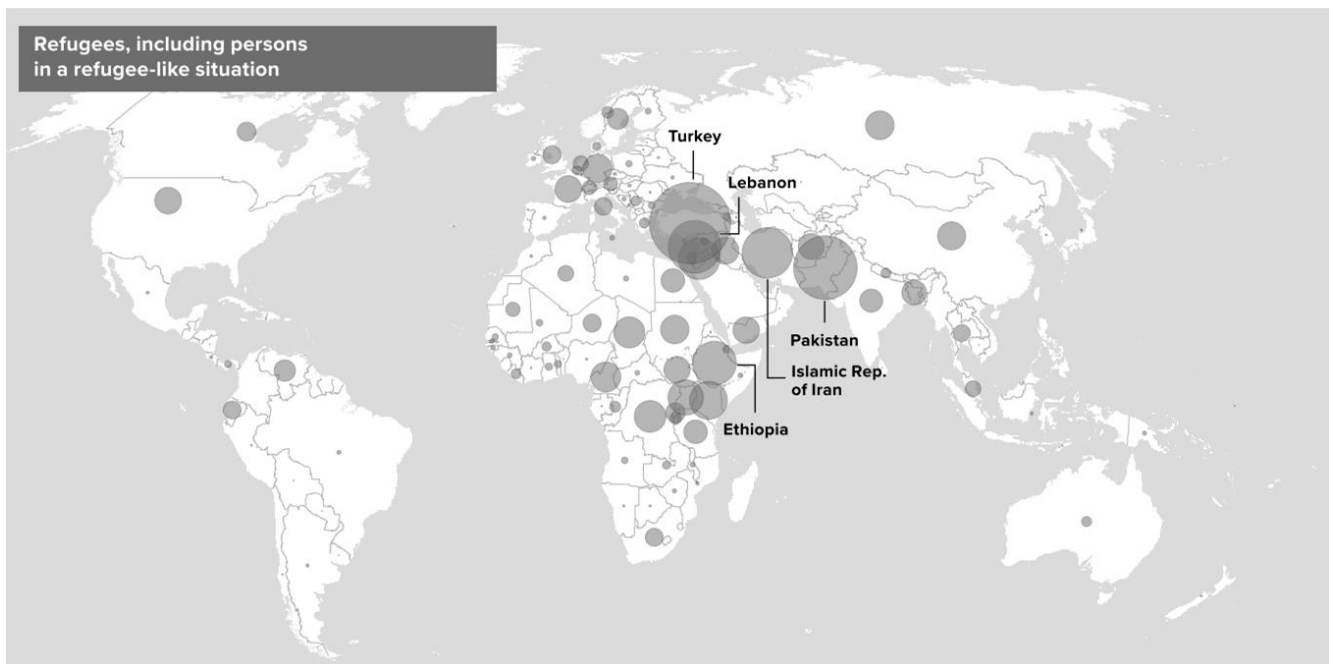 Refugees, including persons
in a refugee-like situation
Turkey
Lebanon
Pakistan
Islamic Rep.
of Iran
Ethiopia